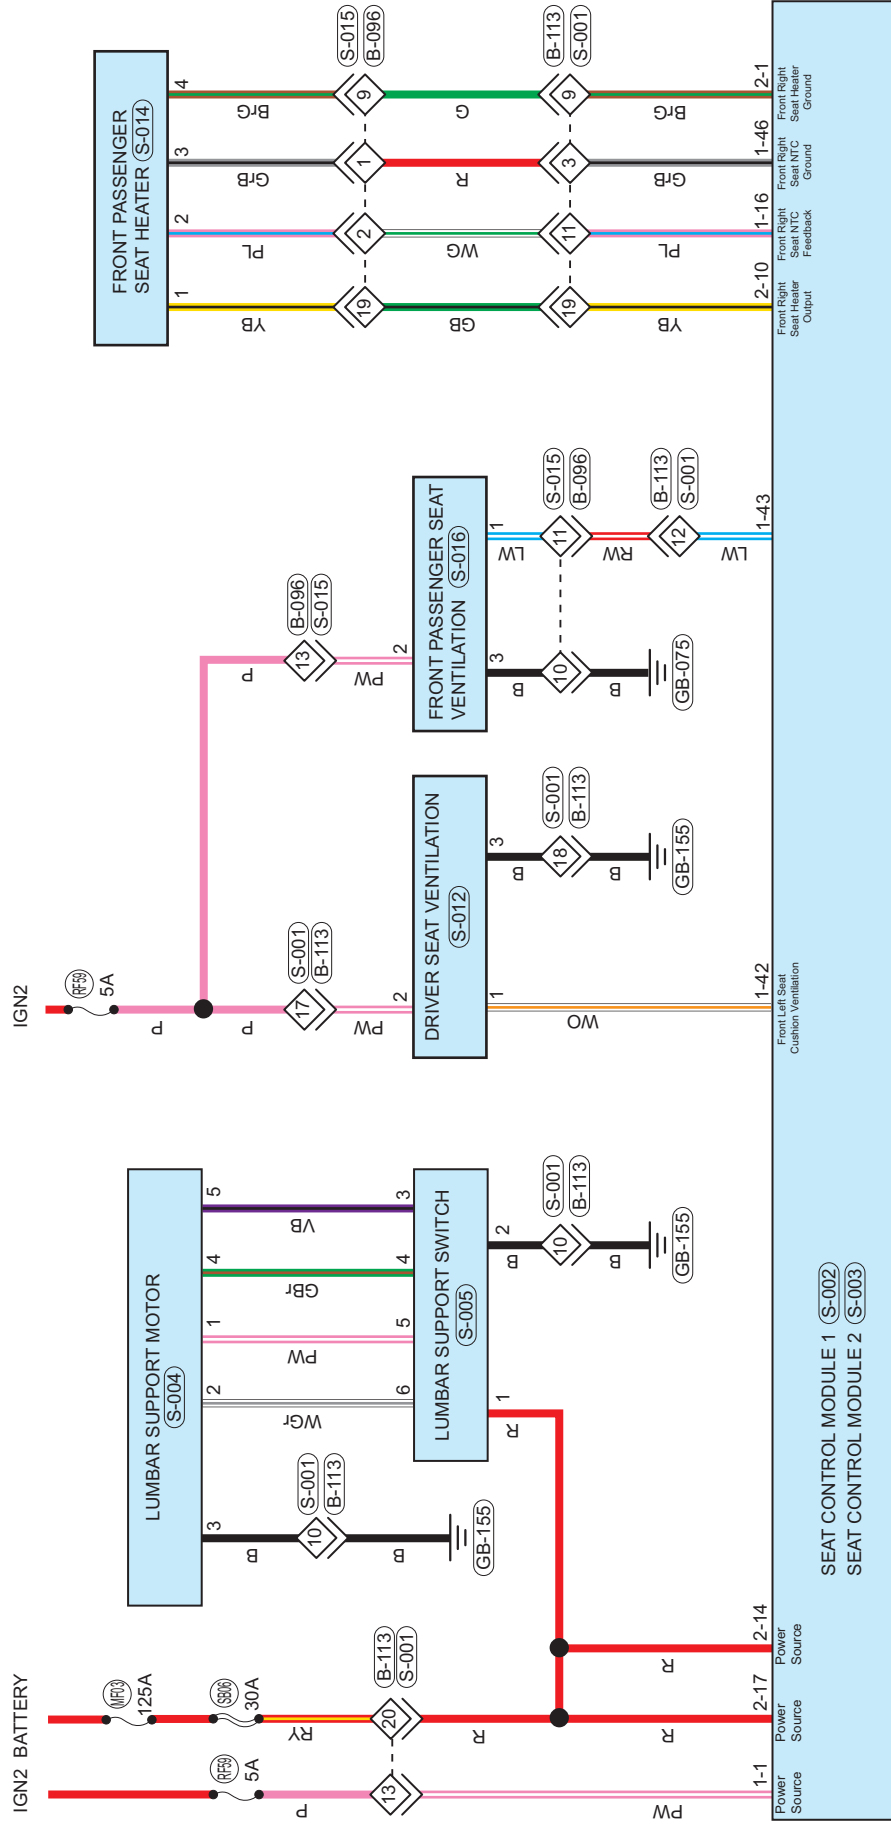 IGN2
BATTERY
MF03
125A
SB06
30A
RF59
5A
RY
P
20
13
B-113
S-001
R
R
R
PW
1-1
2-17
2-14
Power
Source
Power
Source
Power
Source
LUMBAR SUPPORT MOTOR
S-004
3
2
1
4
5
B
10
S-001
B-113
B
GB-155
WGr
PW
GBr
VB
6
5
4
3
LUMBAR SUPPORT SWITCH
S-005
1
2
R
B
10
S-001
B-113
B
GB-155
IGN2
RF59
5A
P
P
P
17
S-001
B-113
PW
2
13
B-096
S-015
PW
2
DRIVER SEAT VENTILATION
S-012
1
3
WO
B
18
S-001
B-113
B
GB-155
1-42
Front Left Seat
Cushion Ventilation
FRONT PASSENGER SEAT
VENTILATION S-016
3
1
B
10
B
GB-075
LW
11
S-015
B-096
RW
12
B-113
S-001
LW
1-43
FRONT PASSENGER
SEAT HEATER S-014
1
2
3
4
YB
PL
GrB
BrG
19
2
1
9
S-015
B-096
GB
WG
R
G
19
11
3
9
B-113
S-001
YB
PL
GrB
BrG
2-10
1-16
1-46
2-1
Front Right
Seat Heater
Output
Front Right
Seat NTC
Feedback
Front Right
Seat NTC
Ground
Front Right
Seat Heater
Ground
SEAT CONTROL MODULE 1 S-002
SEAT CONTROL MODULE 2 S-003